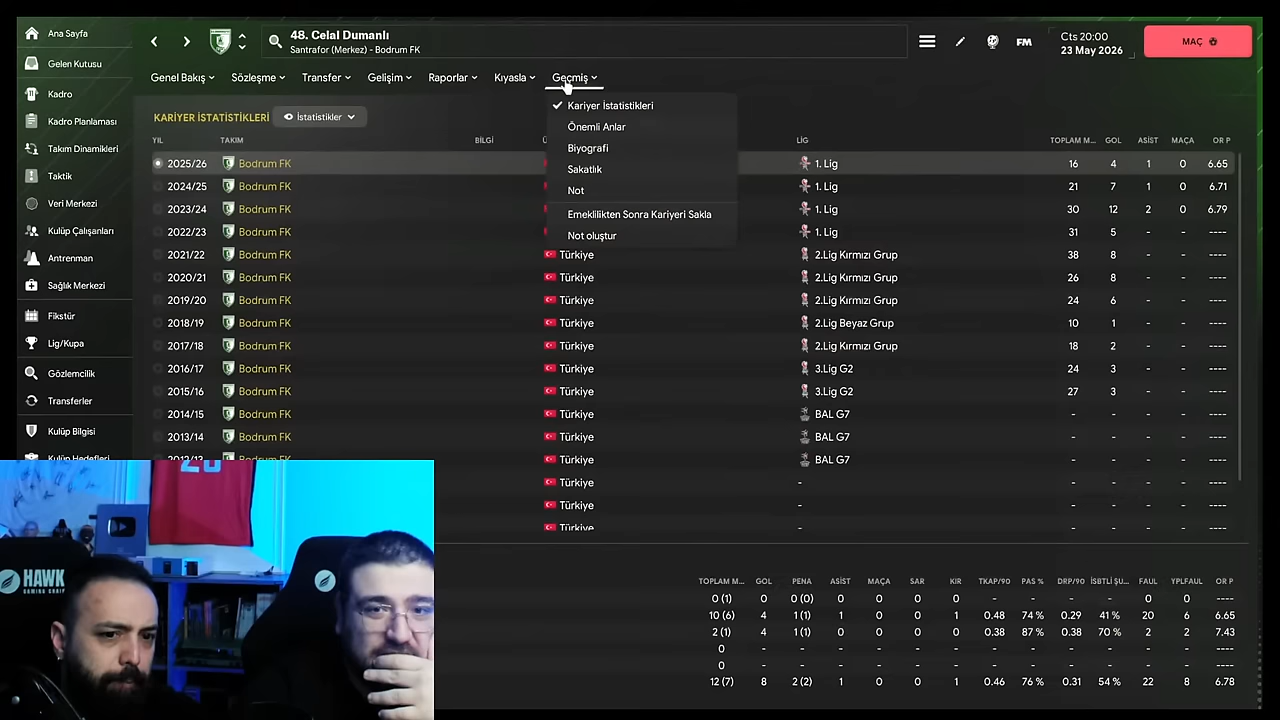 Ana Sayfa
Gelen Kutusu
Kadro
Kadro Planlaması
Takım Dinamikleri
Taktik
Veri Merkezi
Kulüp Çalışanları
Antrenman
Sağlık Merkezi
Fikstür
Lig/Kupa
Gözlemcilik
Transferler
Kulüp Bilgisi
Kulüp Hedefleri
48. Celal Dumanlı
Santrafor (Merkez) - Bodrum FK
FM
Cts 20:00
23 May 2026
MAÇ
Genel Bakış Sözleşme Transfer Gelişim Raporlar Kıyasla Geçmiş
KARİYER İSTATİSTİKLERİ İstatistikler
Kariyer İstatistikleri
Önemli Anlar
Biyografi
Sakatlık
Not
Emeklilikten Sonra Kariyeri Sakla
Not oluştur
YIL TAKIM BİLGİ Ü LİG TOPLAM M... GOL ASİST MAÇA OR P
2025/26 Bodrum FK 1. Lig 16 4 1 0 6.65
2024/25 Bodrum FK 1. Lig 21 7 1 0 6.71
2023/24 Bodrum FK 1. Lig 30 12 2 0 6.79
2022/23 Bodrum FK 1. Lig 31 5 - - ----
2021/22 Bodrum FK Türkiye 2.Lig Kırmızı Grup 38 8 - - ----
2020/21 Bodrum FK Türkiye 2.Lig Kırmızı Grup 26 8 - - ----
2019/20 Bodrum FK Türkiye 2.Lig Kırmızı Grup 24 6 - - ----
2018/19 Bodrum FK Türkiye 2.Lig Beyaz Grup 10 1 - - ----
2017/18 Bodrum FK Türkiye 2.Lig Kırmızı Grup 18 2 - - ----
2016/17 Bodrum FK Türkiye 3.Lig G2 24 3 - - ----
2015/16 Bodrum FK Türkiye 3.Lig G2 27 3 - - ----
2014/15 Bodrum FK Türkiye BAL G7 - - - - ----
2013/14 Bodrum FK Türkiye BAL G7 - - - - ----
2012/13 Bodrum FK Türkiye BAL G7 - - - - ----
Türkiye - - - - - ----
Türkiye - - - - - ----
Türkiye - - - - - ----
TOPLAM M... GOL PENA ASİST MAÇA SAR KIR TKAP/90 PAS % DRP/90 İSBTLİ ŞU... FAUL YPLFAUL OR P
0 (1) 0 0 (0) 0 0 0 0 - - - - 0 0 ----
10 (6) 4 1 (1) 1 0 0 1 0.48 74 % 0.29 41 % 20 6 6.65
2 (1) 4 1 (1) 0 0 0 0 0.38 87 % 0.38 70 % 2 2 7.43
0 - - - - - - - - - - - - ----
0 - - - - - - - - - - - - ----
12 (7) 8 2 (2) 1 0 0 1 0.46 76 % 0.31 54 % 22 8 6.78
HAWK
GAMING CHAIR